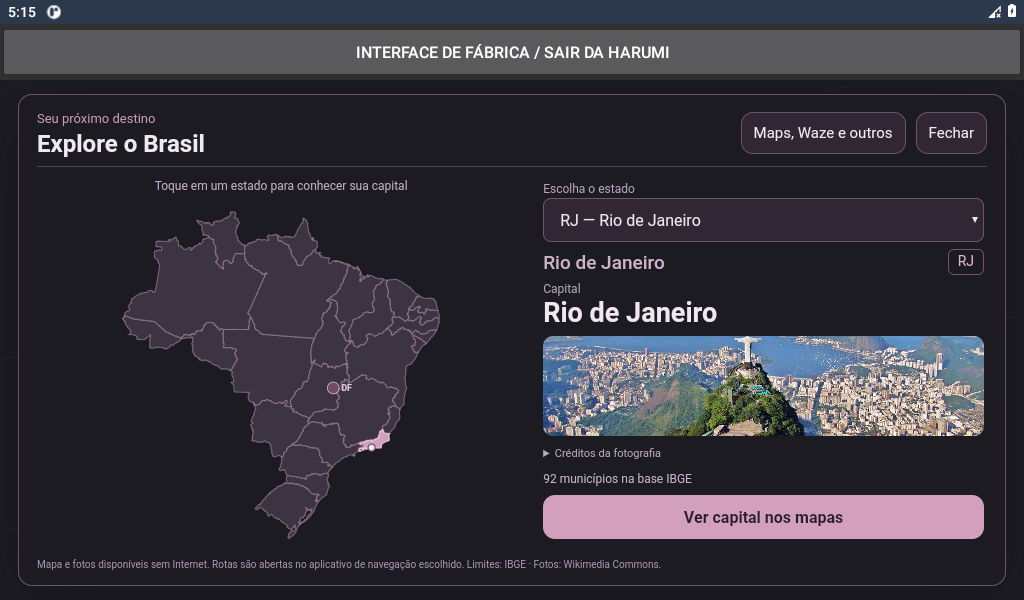 5:15
INTERFACE DE FÁBRICA / SAIR DA HARUMI
Seu próximo destino
Explore o Brasil
Maps, Waze e outros
Fechar
Toque em um estado para conhecer sua capital
DF
Escolha o estado
RJ — Rio de Janeiro
Rio de Janeiro
RJ
Capital
Rio de Janeiro
Créditos da fotografia
92 municípios na base IBGE
Ver capital nos mapas
Mapa e fotos disponíveis sem Internet. Rotas são abertas no aplicativo de navegação escolhido. Limites: IBGE · Fotos: Wikimedia Commons.